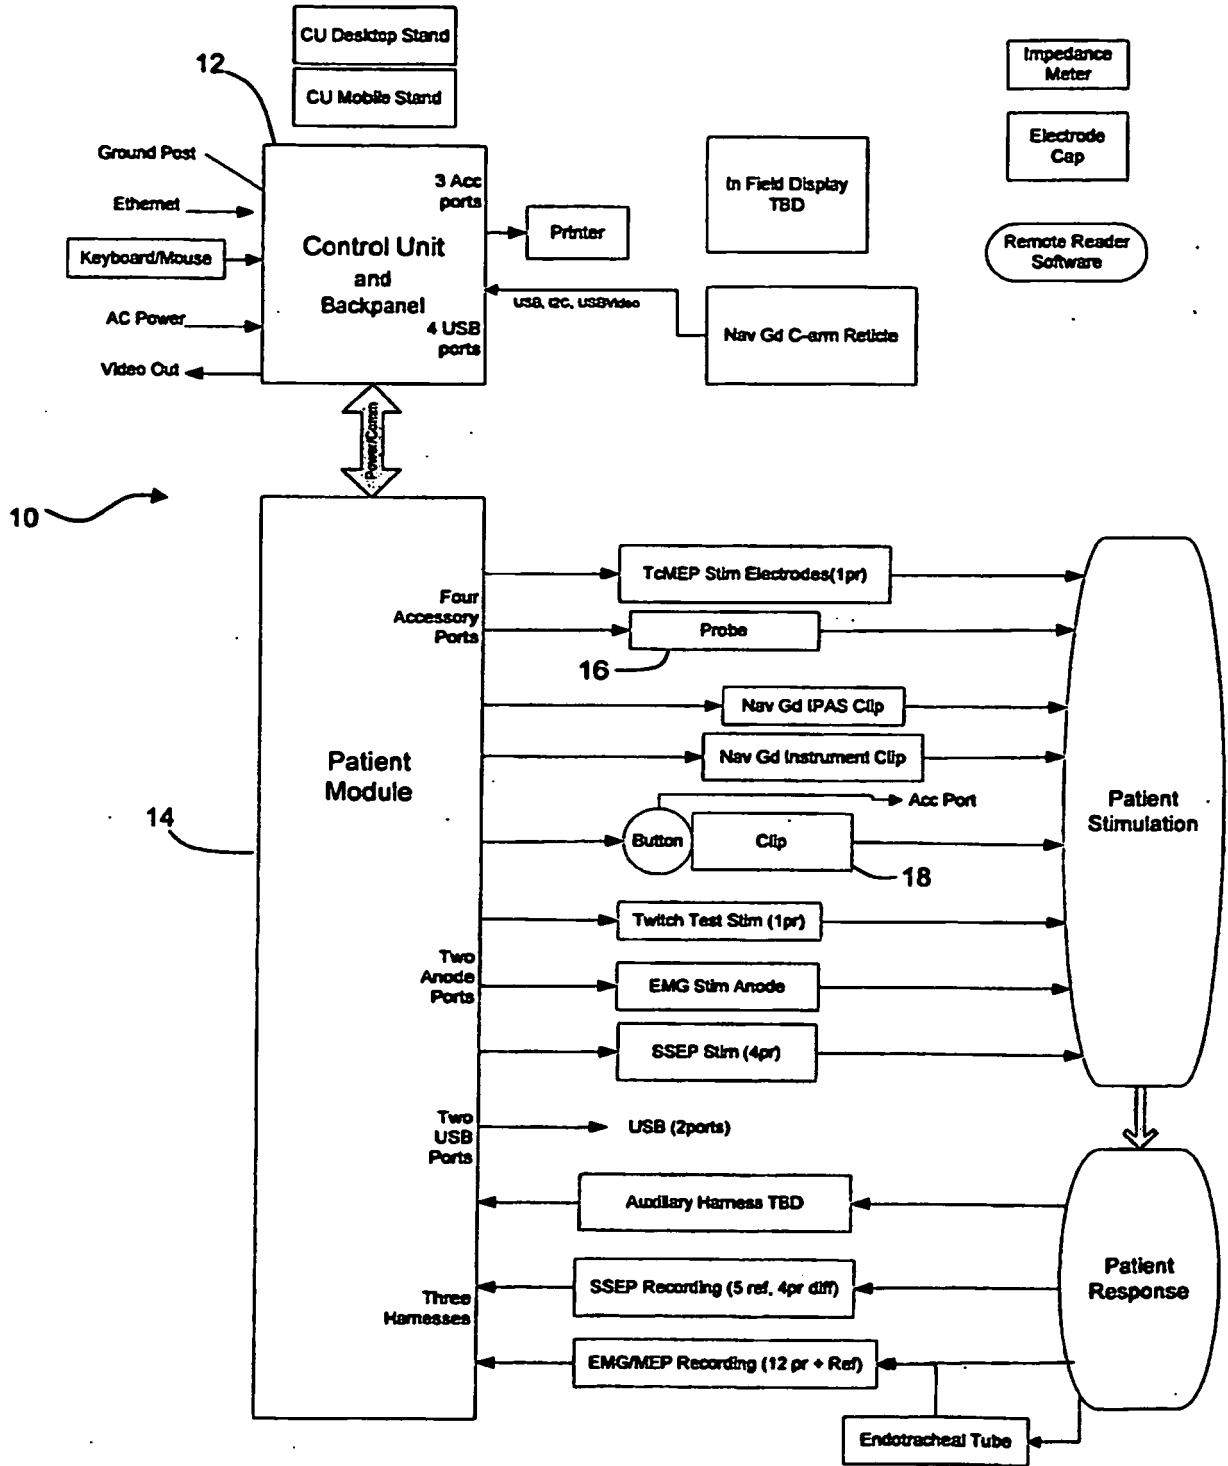 CU Desktop Stand
CU Mobile Stand
12
Impedance
Meter
Electrode
Cap
Remote Reader
Software
Ground Post
Ethernet
Keyboard/Mouse
AC Power
Video Out
3 Acc
ports
Control Unit
and
Backpanel
4 USB
ports
Printer
In Field Display
TBD
USB, I2C, USBVideo
Nav Gd C-arm Reticle
Power/Comm
10
14
Patient
Module
Four
Accessory
Ports
TcMEP Stim Electrodes(1pr)
Probe
16
Nav Gd IPAS Clip
Nav Gd Instrument Clip
Acc Port
Button
Clip
18
Patient
Stimulation
Twitch Test Stim (1pr)
Two
Anode
Ports
EMG Stim Anode
SSEP Stim (4pr)
Two
USB
Ports
USB (2ports)
Auxiliary Harness TBD
SSEP Recording (5 ref, 4pr diff)
Three
Harnesses
EMG/MEP Recording (12 pr + Ref)
Patient
Response
Endotracheal Tube